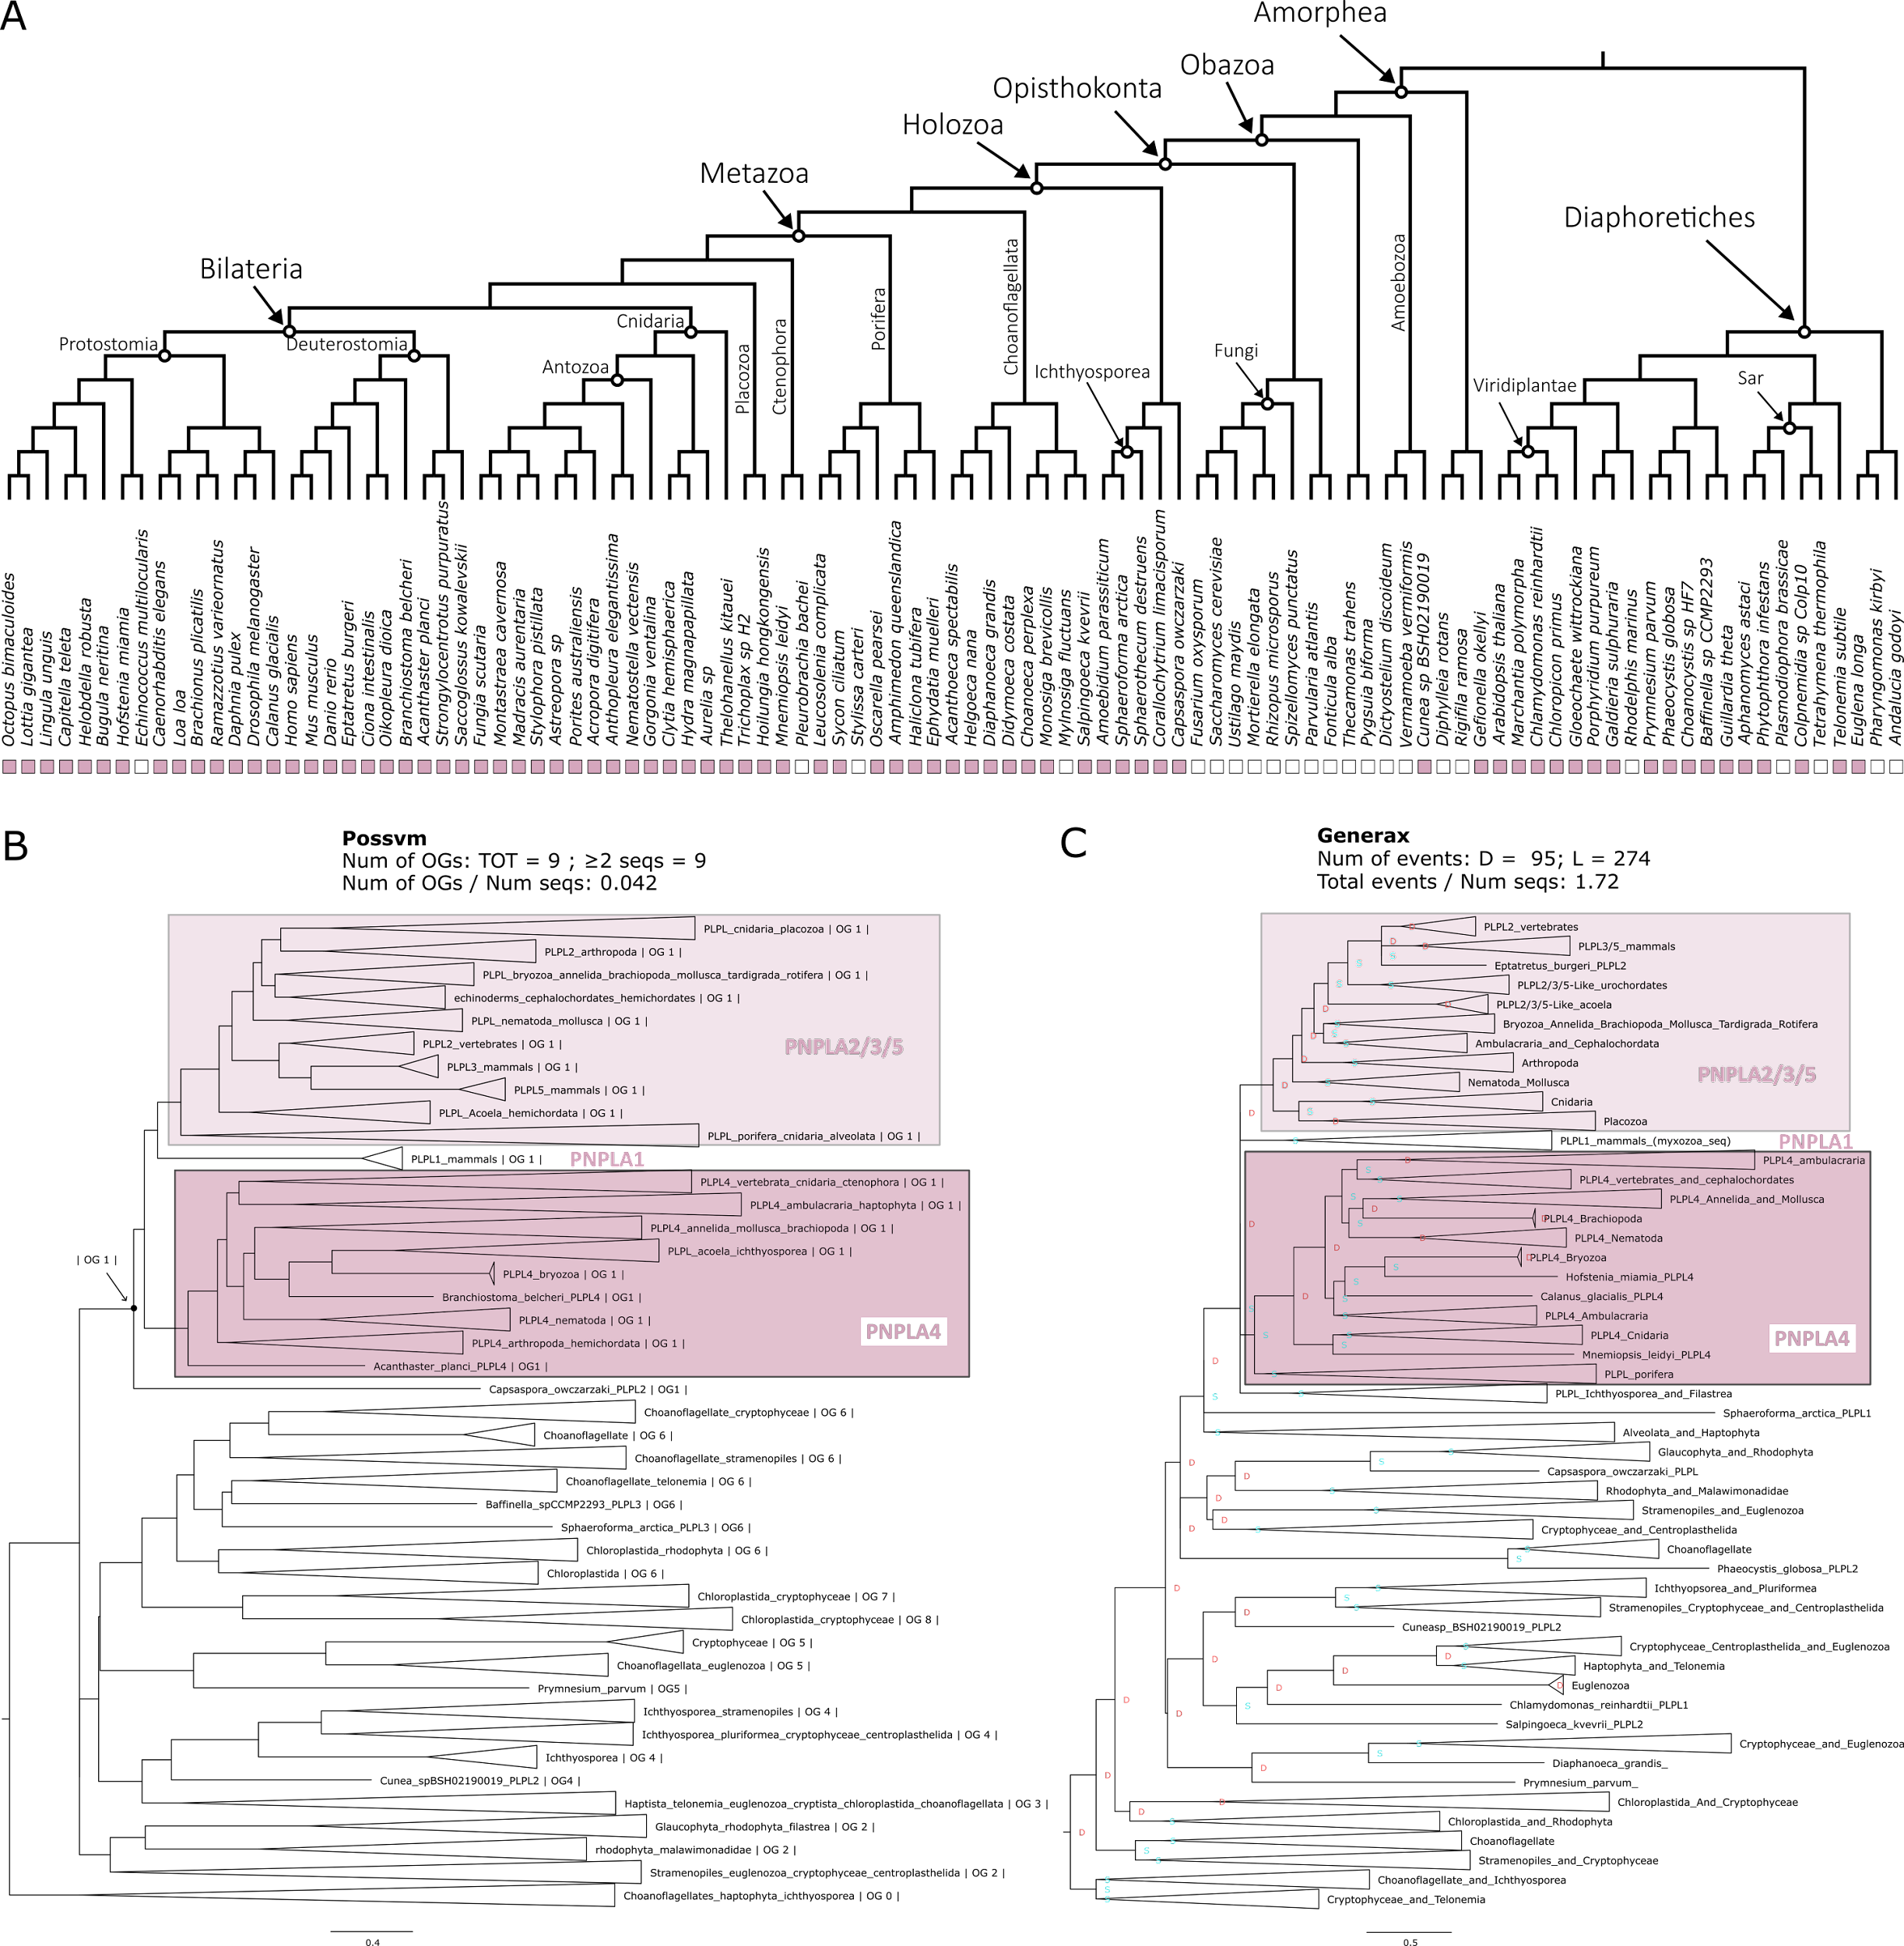 A
Amorphea
Obazoa
Opisthokonta
Holozoa
Metazoa
Diaphoretiches
Bilateria
Choanoflagellata
Amoebozoa
Porifera
Cnidaria
Ctenophora
Protostomia
Deuterostomia
Placozoa
Antozoa
Ichthyosporea
Fungi
Viridiplantae
Sar
Octopus bimaculoides
Lottia gigantea
Lingula unguis
Capitella teleta
Helobdella robusta
Bugula neritina
Hofstenia miamia
Echinococcus multilocularis
Caenorhabditis elegans
Loa loa
Brachionus plicatilis
Ramazzotius varieornatus
Daphnia pulex
Drosophila melanogaster
Calanus glacialis
Homo sapiens
Mus musculus
Danio rerio
Eptatretus burgeri
Ciona intestinalis
Oikopleura dioica
Branchiostoma belcheri
Acanthaster planci
Strongylocentrotus purpuratus
Saccoglossus kowalevskii
Fungia scutaria
Montastraea cavernosa
Madracis aurentaria
Stylophora pistillata
Astreopora sp
Porites australiensis
Acropora digitifera
Anthopleura elegantissima
Nematostella vectensis
Gorgonia ventalina
Clytia hemisphaerica
Hydra magnapapillata
Aurelia sp
Thelohanellus kitauei
Trichoplax sp H2
Hoilungia hongkongensis
Mnemiopsis leidyi
Pleurobrachia bachei
Leucosolenia complicata
Sycon ciliatum
Stylissa carteri
Oscarella pearsei
Amphimedon queenslandica
Haliclona tubifera
Ephydatia muelleri
Acanthoeca spectabilis
Helgoeca nana
Diaphanoeca grandis
Didymoeca costata
Choanoeca perplexa
Monosiga brevicollis
Mylnosiga fluctuans
Salpingoeca kvevrii
Amoebidium parassiticum
Sphaeroforma arctica
Sphaerothecum destruens
Corallochytrium limacisporum
Capsaspora owczarzaki
Fusarium oxysporum
Saccharomyces cerevisiae
Ustilago maydis
Mortierella elongata
Rhizopus microsporus
Spizellomyces punctatus
Parvularia atlantis
Fonticula alba
Thecamonas trahens
Pygsuia biforma
Dictyostelium discoideum
Vermamoeba vermiformis
Cunea sp BSH02190019
Diphylleia rotans
Rigifila ramosa
Gefionella okellyi
Arabidopsis thaliana
Marchantia polymorpha
Chlamydomonas reinhardtii
Chloropicon primus
Gloeochaete wittrockiana
Porphyridium purpureum
Galdieria sulphuraria
Rhodelphis marinus
Prymnesium parvum
Phaeocystis globosa
Choanocystis sp HF7
Baffinella sp CCMP2293
Guillardia theta
Aphanomyces astaci
Phytophthora infestans
Plasmodiophora brassicae
Colpnemidia sp Colp10
Tetrahymena thermophila
Telonemia subtile
Euglena longa
Pharyngomonas kirbyi
Andalucia godoyi
B
Possvm
Num of OGs: TOT = 9 ; ≥2 seqs = 9
Num of OGs / Num seqs: 0.042
PLPL_cnidaria_placozoa | OG 1 |
PLPL2_arthropoda | OG 1 |
PLPL_bryozoa_annelida_brachiopoda_mollusca_tardigrada_rotifera | OG 1 |
echinoderms_cephalochordates_hemichordates | OG 1 |
PLPL_nematoda_mollusca | OG 1 |
PLPL2_vertebrates | OG 1 |
PNPLA2/3/5
PLPL3_mammals | OG 1 |
PLPL5_mammals | OG 1 |
PLPL_Acoela_hemichordata | OG 1 |
PLPL_porifera_cnidaria_alveolata | OG 1 |
PLPL1_mammals | OG 1 |
PNPLA1
PLPL4_vertebrata_cnidaria_ctenophora | OG 1 |
PLPL4_ambulacraria_haptophyta | OG 1 |
PLPL4_annelida_mollusca_brachiopoda | OG 1 |
PLPL_acoela_ichthyosporea | OG 1 |
| OG 1 |
PLPL4_bryozoa | OG 1 |
Branchiostoma_belcheri_PLPL4 | OG1 |
PLPL4_nematoda | OG 1 |
PNPLA4
PLPL4_arthropoda_hemichordata | OG 1 |
Acanthaster_planci_PLPL4 | OG1 |
Capsaspora_owczarzaki_PLPL2 | OG1 |
Choanoflagellate_cryptophyceae | OG 6 |
Choanoflagellate | OG 6 |
Choanoflagellate_stramenopiles | OG 6 |
Choanoflagellate_telonemia | OG 6 |
Baffinella_spCCMP2293_PLPL3 | OG6 |
Sphaeroforma_arctica_PLPL3 | OG6 |
Chloroplastida_rhodophyta | OG 6 |
Chloroplastida | OG 6 |
Chloroplastida_cryptophyceae | OG 7 |
Chloroplastida_cryptophyceae | OG 8 |
Cryptophyceae | OG 5 |
Choanoflagellata_euglenozoa | OG 5 |
Prymnesium_parvum | OG5 |
Ichthyosporea_stramenopiles | OG 4 |
Ichthyosporea_pluriformea_cryptophyceae_centroplasthelida | OG 4 |
Ichthyosporea | OG 4 |
Cunea_spBSH02190019_PLPL2 | OG4 |
Haptista_telonemia_euglenozoa_cryptista_chloroplastida_choanoflagellata | OG 3 |
Glaucophyta_rhodophyta_filastrea | OG 2 |
rhodophyta_malawimonadidae | OG 2 |
Stramenopiles_euglenozoa_cryptophyceae_centroplasthelida | OG 2 |
Choanoflagellates_haptophyta_ichthyosporea | OG 0 |
0.4
C
Generax
Num of events: D = 95; L = 274
Total events / Num seqs: 1.72
PLPL2_vertebrates
PLPL3/5_mammals
Eptatretus_burgeri_PLPL2
PLPL2/3/5-Like_urochordates
PLPL2/3/5-Like_acoela
Bryozoa_Annelida_Brachiopoda_Mollusca_Tardigrada_Rotifera
Ambulacraria_and_Cephalochordata
Arthropoda
PNPLA2/3/5
Nematoda_Mollusca
Cnidaria
Placozoa
PLPL1_mammals_(myxozoa_seq)
PNPLA1
PLPL4_ambulacraria
PLPL4_vertebrates_and_cephalochordates
PLPL4_Annelida_and_Mollusca
PLPL4_Brachiopoda
PLPL4_Nematoda
PLPL4_Bryozoa
Hofstenia_miamia_PLPL4
Calanus_glacialis_PLPL4
PLPL4_Ambulacraria
PLPL4_Cnidaria
PNPLA4
Mnemiopsis_leidyi_PLPL4
PLPL_porifera
PLPL_Ichthyosporea_and_Filastrea
Sphaeroforma_arctica_PLPL1
Alveolata_and_Haptophyta
Glaucophyta_and_Rhodophyta
Capsaspora_owczarzaki_PLPL
Rhodophyta_and_Malawimonadidae
Stramenopiles_and_Euglenozoa
Cryptophyceae_and_Centroplasthelida
Choanoflagellate
Phaeocystis_globosa_PLPL2
Ichthyopsorea_and_Pluriformea
Stramenopiles_Cryptophyceae_and_Centroplasthelida
Cuneasp_BSH02190019_PLPL2
Cryptophyceae_Centroplasthelida_and_Euglenozoa
Haptophyta_and_Telonemia
Euglenozoa
Chlamydomonas_reinhardtii_PLPL1
Salpingoeca_kvevrii_PLPL2
Cryptophyceae_and_Euglenozoa
Diaphanoeca_grandis_
Prymnesium_parvum_
Chloroplastida_And_Cryptophyceae
Chloroplastida_and_Rhodophyta
Choanoflagellate
Stramenopiles_and_Cryptophyceae
Choanoflagellate_and_Ichthyosporea
Cryptophyceae_and_Telonemia
0.5